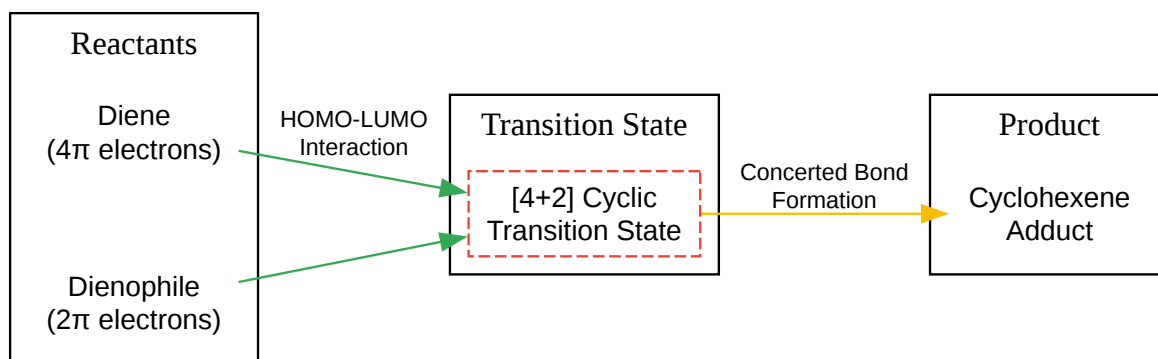 Reactants
Diene
(4π electrons)
Dienophile
(2π electrons)
HOMO-LUMO
Interaction
Transition State
[4+2] Cyclic
Transition State
Concerted Bond
Formation
Product
Cyclohexene
Adduct